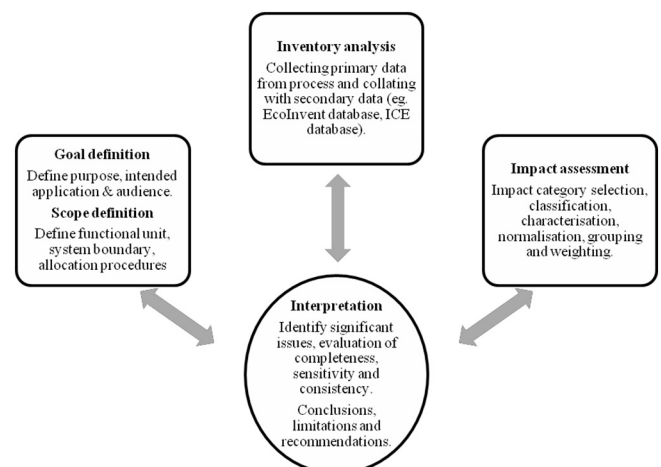 Inventory analysis
Collecting primary data
from process and collating
with secondary data (eg.
EcoInvent database, ICE
database).
Goal definition
Define purpose, intended
application & audience.
Scope definition
Define functional unit,
system boundary,
allocation procedures
Impact assessment
Impact category selection,
classification,
characterisation,
normalisation, grouping
and weighting.
Interpretation
Identify significant
issues, evaluation of
completeness,
sensitivity and
consistency.
Conclusions,
limitations and
recommendations.